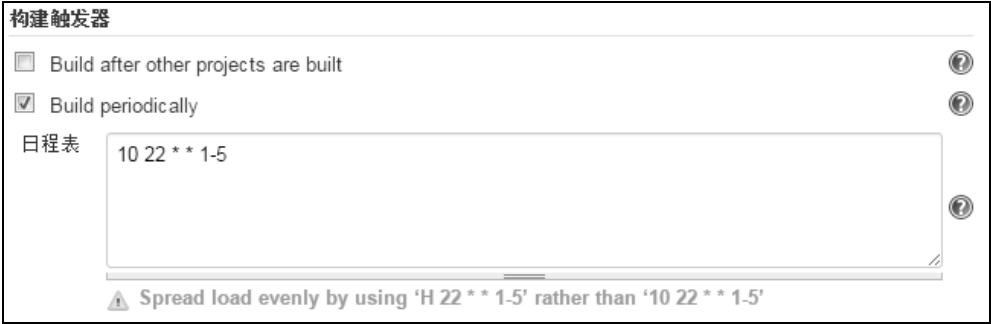 构建触发器
Build after other projects are built
Build periodically
日程表
10 22 * * 1-5
Spread load evenly by using ‘H 22 * * 1-5’ rather than ‘10 22 * * 1-5’